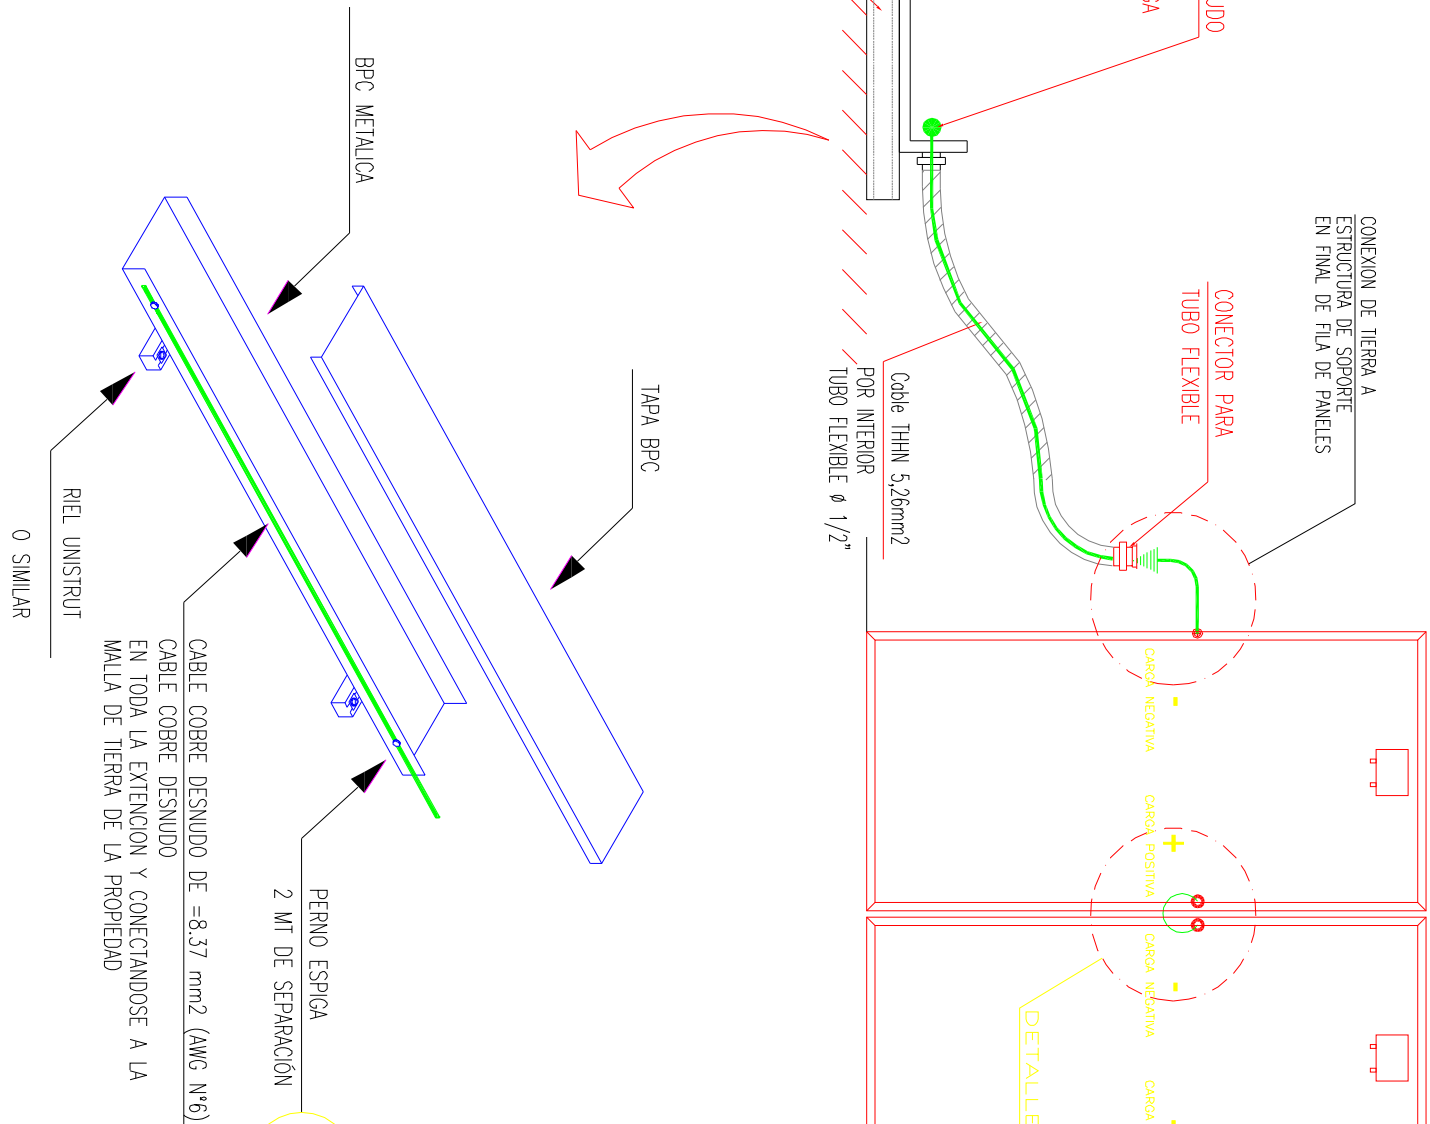 CONEXION DE TIERRA A
ESTRUCTURA DE SOPORTE
EN FINAL DE FILA DE PANELES
CONECTOR PARA
TUBO FLEXIBLE
Cable THHN 5,26mm2
POR INTERIOR
TUBO FLEXIBLE ø 1/2"
CARGA NEGATIVA
-
CARGA POSITIVA
+
CARGA NEGATIVA
-
CARGA
DETALLE
TAPA BPC
BPC METALICA
PERNO ESPIGA
2 MT DE SEPARACIÓN
CABLE COBRE DESNUDO DE =8.37 mm2 (AWG N°6)
CABLE COBRE DESNUDO
EN TODA LA EXTENCION Y CONECTANDOSE A LA
MALLA DE TIERRA DE LA PROPIEDAD
RIEL UNISTRUT
O SIMILAR